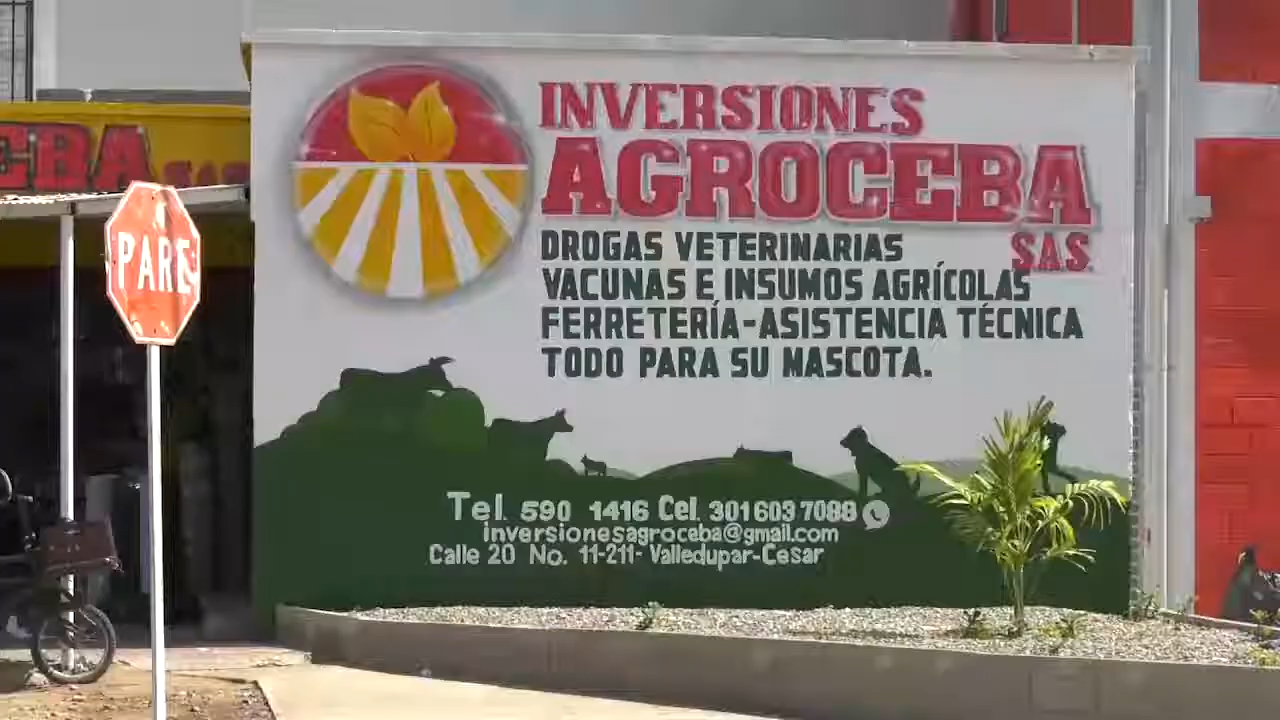 INVERSIONES
AGROCEBA
S.A.S.
DROGAS VETERINARIAS
VACUNAS E INSUMOS AGRÍCOLAS
FERRETERÍA-ASISTENCIA TÉCNICA
TODO PARA SU MASCOTA.
Tel. 590 1416 Cel. 301 603 7088
inversionesagroceba@gmail.com
Calle 20 No. 11-211- Valledupar-Cesar
EBA S.A.S
PARE